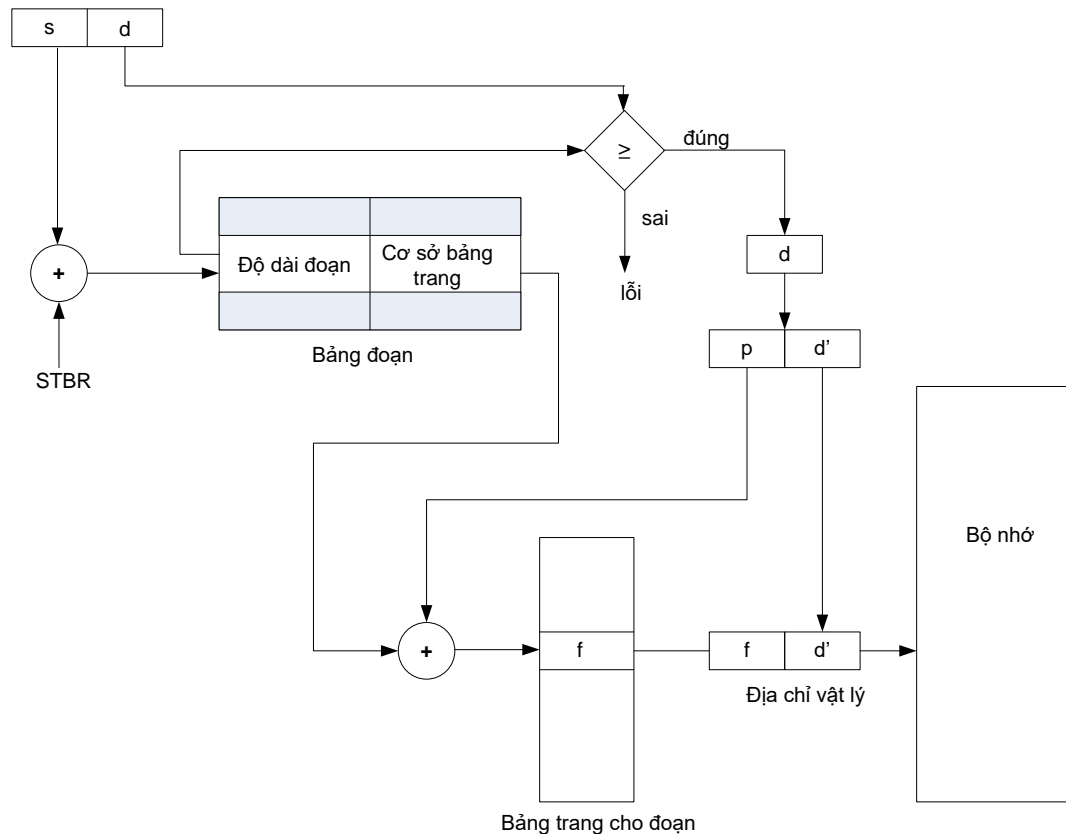 s
d
≥
đúng
sai
lỗi
+
Độ dài đoạn
Cơ sở bảng
trang
d
Bảng đoạn
p
d’
STBR
Bộ nhớ
+
f
f
d’
Địa chỉ vật lý
Bảng trang cho đoạn